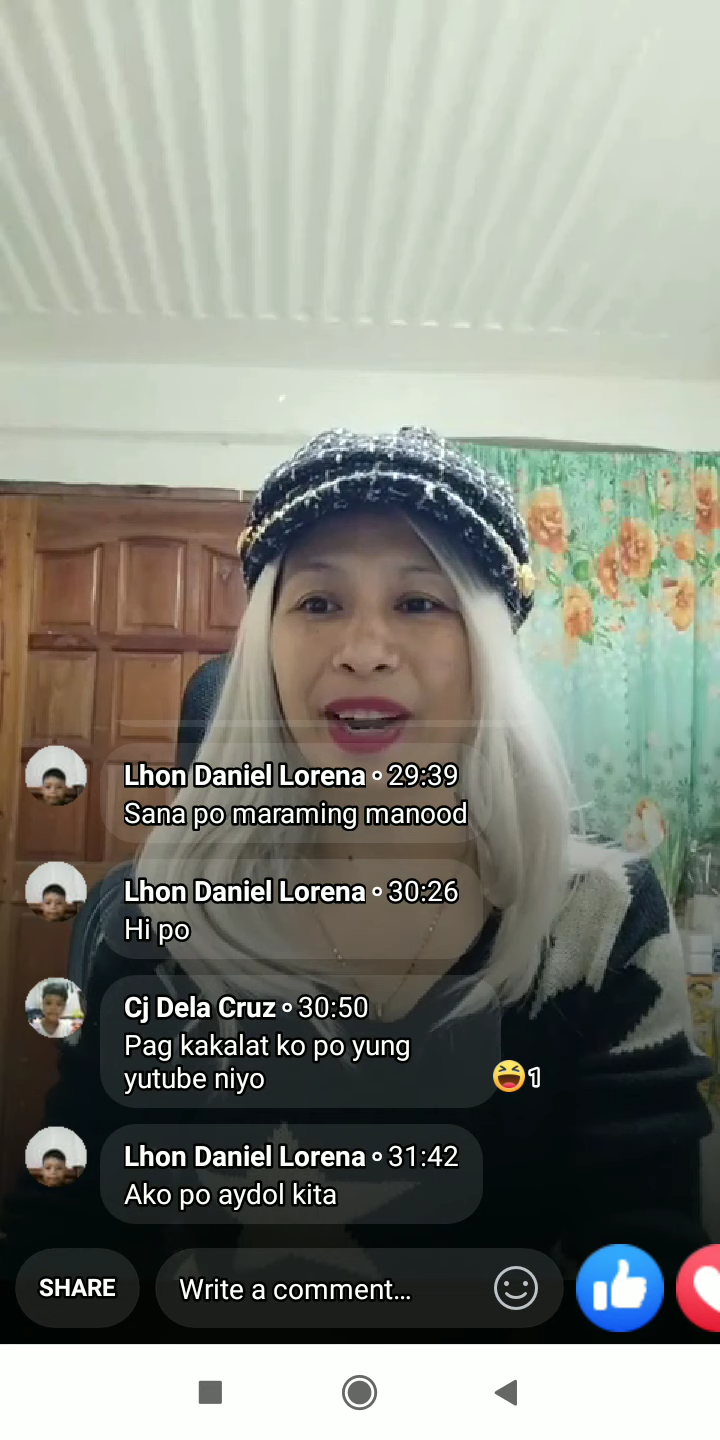 Lhon Daniel Lorena • 29:39
Sana po maraming manood
Lhon Daniel Lorena • 30:26
Hi po
Cj Dela Cruz • 30:50
Pag kakalat ko po yung
yutube niyo
1
Lhon Daniel Lorena • 31:42
Ako po aydol kita
SHARE
Write a comment...